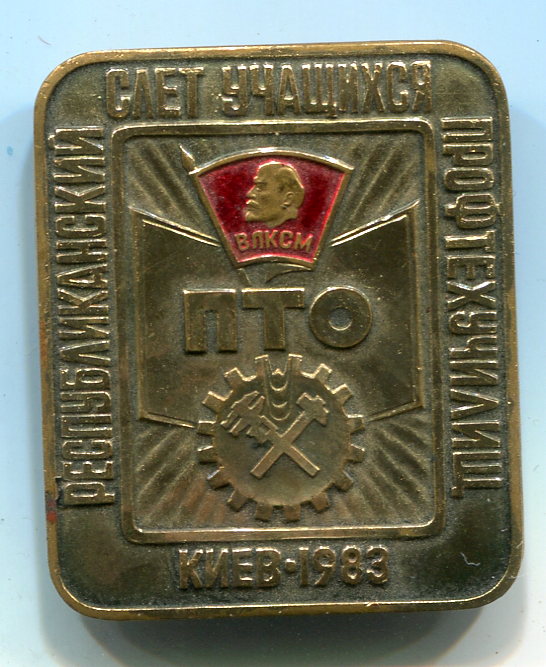 РЕСПУБЛИКАНСКИЙ
СЛЕТ УЧАЩИХСЯ
ПРОФТЕХУЧИЛИЩ
ВЛКСМ
ПТО
КИЕВ·1983